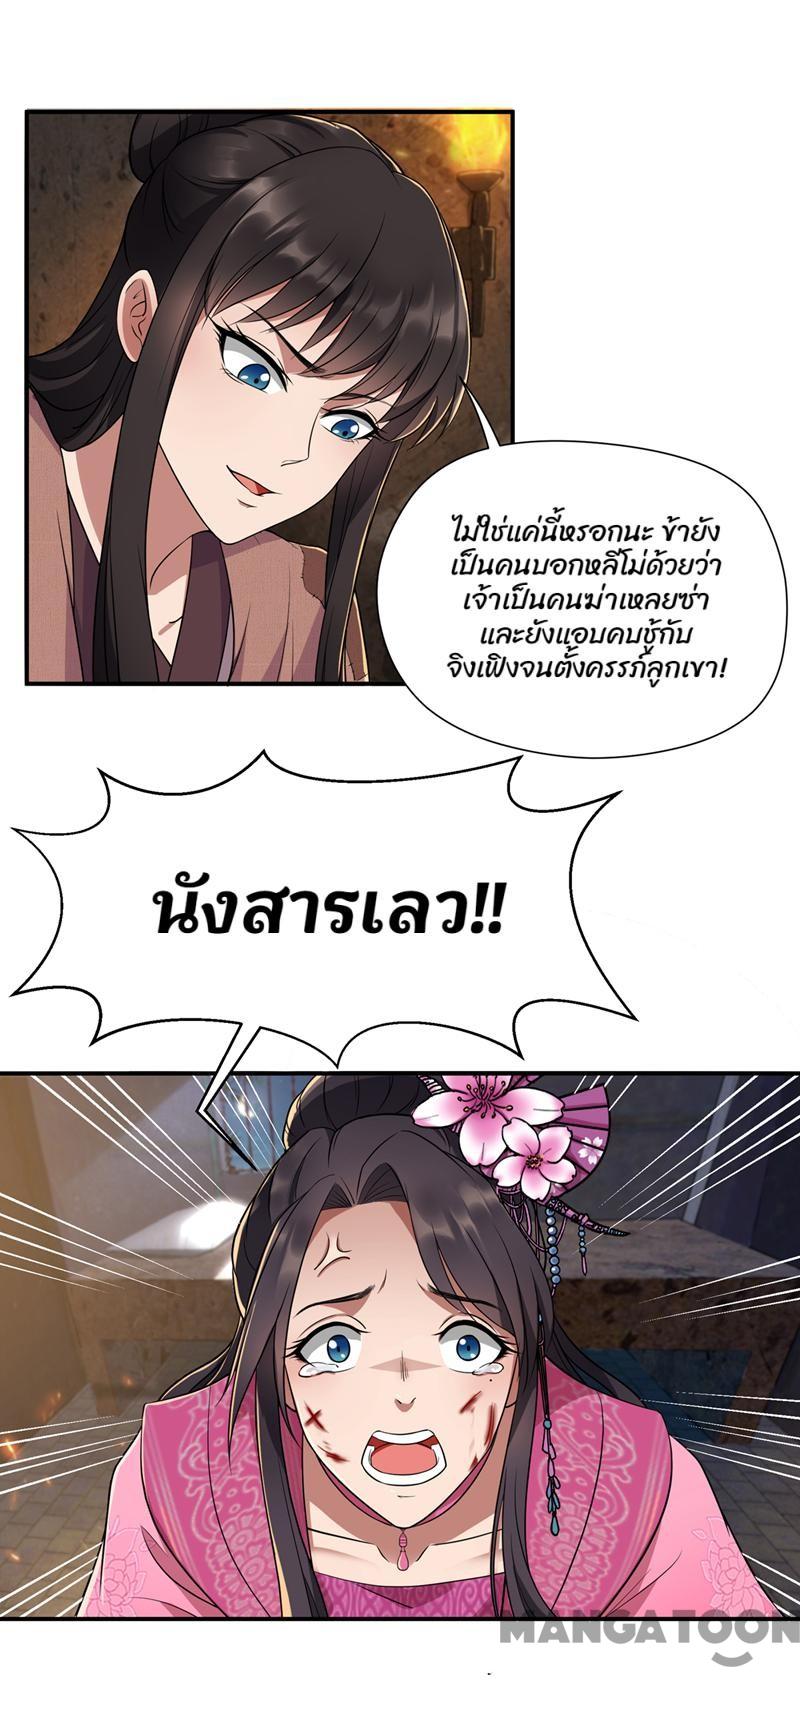 ไม่ใช่แค่นี้หรอกนะ ข้ายัง
เป็นคนบอกหลีโม่ด้วยว่า
เจ้าเป็นคนฆ่าเหลยซ่า
และยังแอบคบชู้กับ
จิงเฟิงจนตั้งครรภ์ลูกเขา!
นังสารเลว!!
MANGATOON